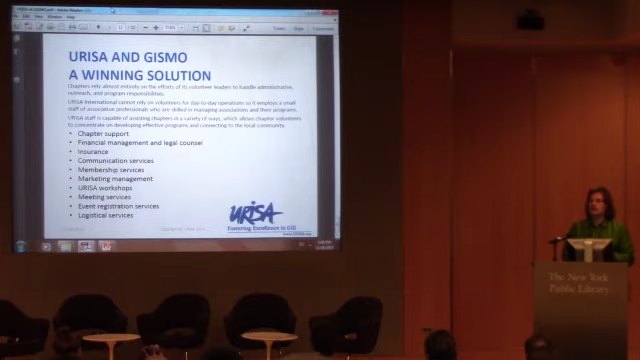 URISA AND GISMO
A WINNING SOLUTION
Chapters rely almost entirely on the efforts of its volunteer leaders to handle administrative,
outreach, and program responsibilities.
URISA International cannot rely on volunteers for day-to-day operations so it employs a small
staff of association professionals who are skilled in managing associations and their programs.
URISA staff is capable of assisting chapters in a variety of ways, which allows chapter volunteers
to concentrate on developing effective programs and connecting to the local community.
• Chapter support
• Financial management and legal counsel
• Insurance
• Communication services
• Membership services
• Marketing management
• URISA workshops
• Meeting services
• Event registration services
• Logistical services
URISA
Fostering Excellence in GIS
The New York
Public Library